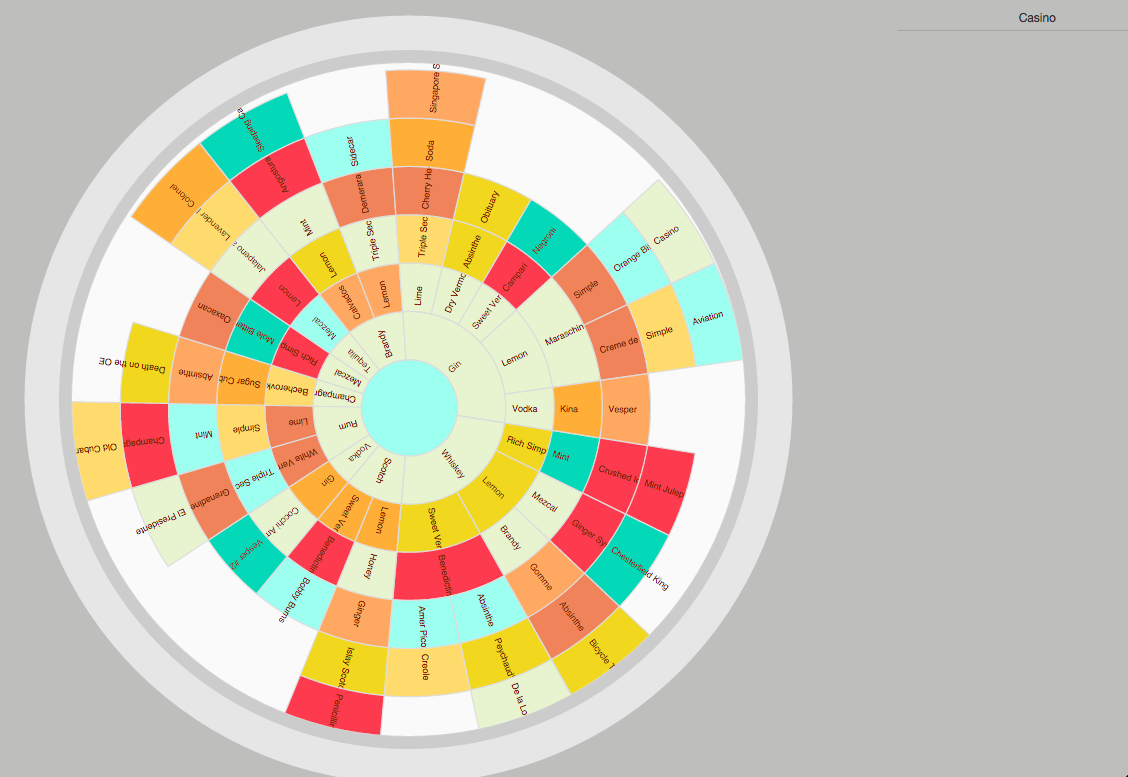 Casino
Gin
Lime
Triple Sec
Cherry He
Soda
Singapore S
Dry Vermo
Absinthe
Obituary
Sweet Ver
Campari
Negroni
Lemon
Maraschin
Simple
Orange Bi
Casino
Creme de
Simple
Aviation
Vodka
Kina
Vesper
Whiskey
Rich Simp
Mint
Crushed I
Mint Julep
Lemon
Mezcal
Ginger Sy
Chesterfield King
Brandy
Gomme
Absinthe
Bicycle T
Sweet Ver
Benedictin
Absinthe
Peychaud'
De la Lo
Amer Pico
Creole
Scotch
Lemon
Honey
Ginger
Islay Scot
Penicilli
Sweet Ver
Benedictin
Bobby Burns
Vodka
Gin
Cocchi Am
Vesper #2
Rum
White Ver
Triple Sec
Grenadine
El Presidente
Lime
Simple
Mint
Champagn
Old Cuban
Champagn
Becherovk
Sugar Cub
Absinthe
Death on the OE
Mezcal
Rich Simp
Mole Bitte
Oaxacan
Tequila
Mezcal
Lemon
Jalapeno
Lavender
Colonel
Brandy
Calvados
Lemon
Mint
Angostura
Sleeping Ca
Lemon
Triple Sec
Demerara
Sidecar